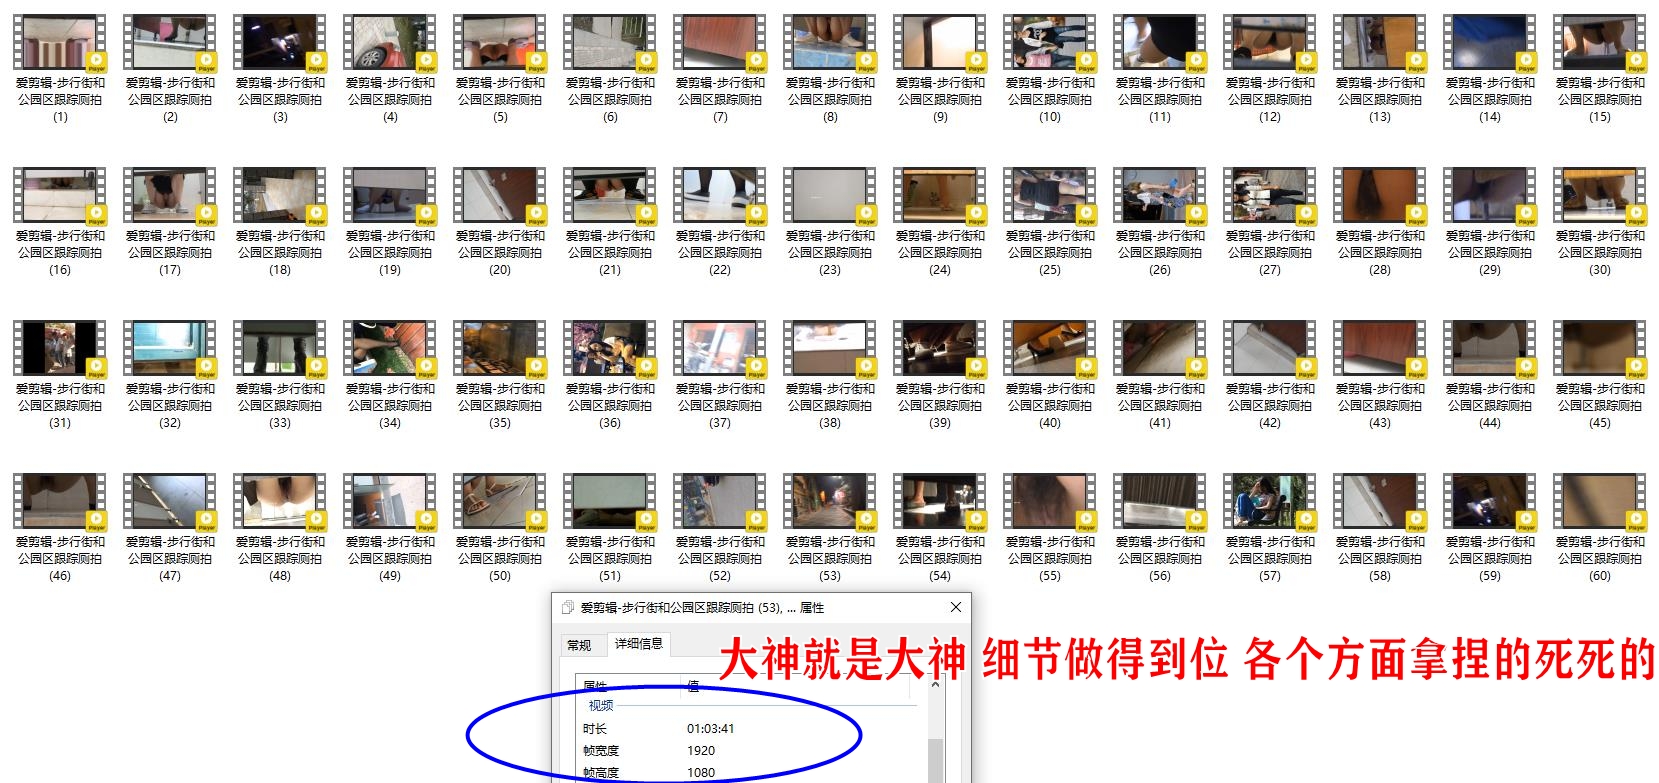 爱剪辑-步行街和 爱剪辑-步行街和 爱剪辑-步行街和 爱剪辑-步行街和 爱剪辑-步行街和 爱剪辑-步行街和 爱剪辑-步行街和 爱剪辑-步行街和 爱剪辑-步行街和 爱剪辑-步行街和 爱剪辑-步行街和 爱剪辑-步行街和 爱剪辑-步行街和 爱剪辑-步行街和 爱剪辑-步行街和
公园区跟踪厕拍 公园区跟踪厕拍 公园区跟踪厕拍 公园区跟踪厕拍 公园区跟踪厕拍 公园区跟踪厕拍 公园区跟踪厕拍 公园区跟踪厕拍 公园区跟踪厕拍 公园区跟踪厕拍 公园区跟踪厕拍 公园区跟踪厕拍 公园区跟踪厕拍 公园区跟踪厕拍 公园区跟踪厕拍
(1) (2) (3) (4) (5) (6) (7) (8) (9) (10) (11) (12) (13) (14) (15)
爱剪辑-步行街和 爱剪辑-步行街和 爱剪辑-步行街和 爱剪辑-步行街和 爱剪辑-步行街和 爱剪辑-步行街和 爱剪辑-步行街和 爱剪辑-步行街和 爱剪辑-步行街和 爱剪辑-步行街和 爱剪辑-步行街和 爱剪辑-步行街和 爱剪辑-步行街和 爱剪辑-步行街和 爱剪辑-步行街和
公园区跟踪厕拍 公园区跟踪厕拍 公园区跟踪厕拍 公园区跟踪厕拍 公园区跟踪厕拍 公园区跟踪厕拍 公园区跟踪厕拍 公园区跟踪厕拍 公园区跟踪厕拍 公园区跟踪厕拍 公园区跟踪厕拍 公园区跟踪厕拍 公园区跟踪厕拍 公园区跟踪厕拍 公园区跟踪厕拍
(16) (17) (18) (19) (20) (21) (22) (23) (24) (25) (26) (27) (28) (29) (30)
爱剪辑-步行街和 爱剪辑-步行街和 爱剪辑-步行街和 爱剪辑-步行街和 爱剪辑-步行街和 爱剪辑-步行街和 爱剪辑-步行街和 爱剪辑-步行街和 爱剪辑-步行街和 爱剪辑-步行街和 爱剪辑-步行街和 爱剪辑-步行街和 爱剪辑-步行街和 爱剪辑-步行街和 爱剪辑-步行街和
公园区跟踪厕拍 公园区跟踪厕拍 公园区跟踪厕拍 公园区跟踪厕拍 公园区跟踪厕拍 公园区跟踪厕拍 公园区跟踪厕拍 公园区跟踪厕拍 公园区跟踪厕拍 公园区跟踪厕拍 公园区跟踪厕拍 公园区跟踪厕拍 公园区跟踪厕拍 公园区跟踪厕拍 公园区跟踪厕拍
(31) (32) (33) (34) (35) (36) (37) (38) (39) (40) (41) (42) (43) (44) (45)
爱剪辑-步行街和 爱剪辑-步行街和 爱剪辑-步行街和 爱剪辑-步行街和 爱剪辑-步行街和 爱剪辑-步行街和 爱剪辑-步行街和 爱剪辑-步行街和 爱剪辑-步行街和 爱剪辑-步行街和 爱剪辑-步行街和 爱剪辑-步行街和 爱剪辑-步行街和 爱剪辑-步行街和 爱剪辑-步行街和
公园区跟踪厕拍 公园区跟踪厕拍 公园区跟踪厕拍 公园区跟踪厕拍 公园区跟踪厕拍 公园区跟踪厕拍 公园区跟踪厕拍 公园区跟踪厕拍 公园区跟踪厕拍 公园区跟踪厕拍 公园区跟踪厕拍 公园区跟踪厕拍 公园区跟踪厕拍 公园区跟踪厕拍 公园区跟踪厕拍
(46) (47) (48) (49) (50) (51) (52) (53) (54) (55) (56) (57) (58) (59) (60)
爱剪辑-步行街和公园区跟踪厕拍 (53), ... 属性
常规 详细信息
大神就是大神 细节做得到位 各个方面拿捏的死死的
属性 值
视频
时长 01:03:41
帧宽度 1920
帧高度 1080